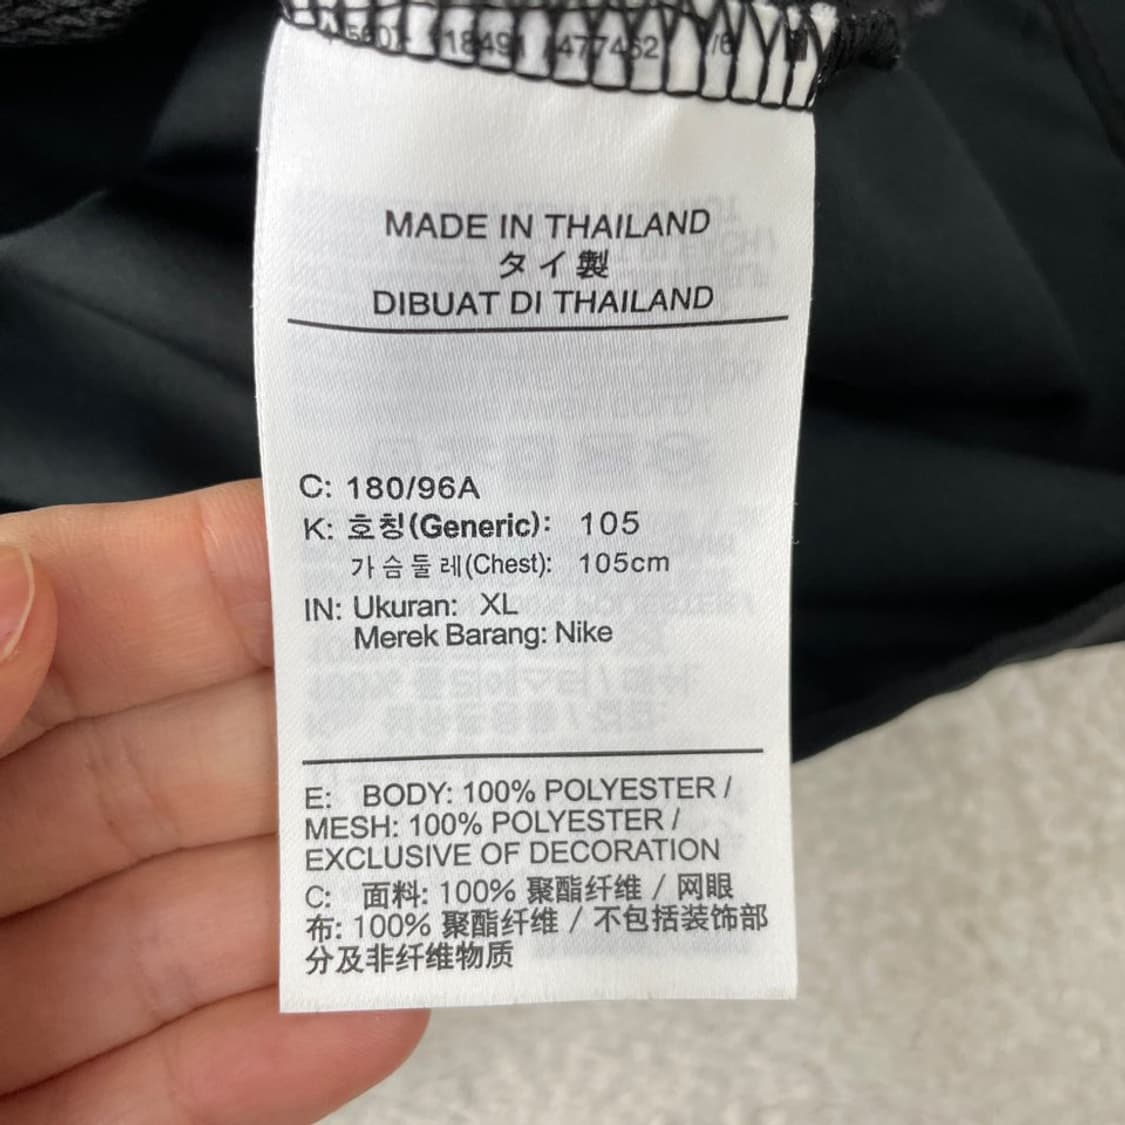 MADE IN THAILAND
タイ製
DIBUAT DI THAILAND
C: 180/96A
K: 호칭(Generic): 105
가슴둘레(Chest): 105cm
IN: Ukuran: XL
Merek Barang: Nike
E: BODY: 100% POLYESTER /
MESH: 100% POLYESTER /
EXCLUSIVE OF DECORATION
C: 面料: 100% 聚酯纤维 / 网眼
布: 100% 聚酯纤维 / 不包括装饰部
分及非纤维物质